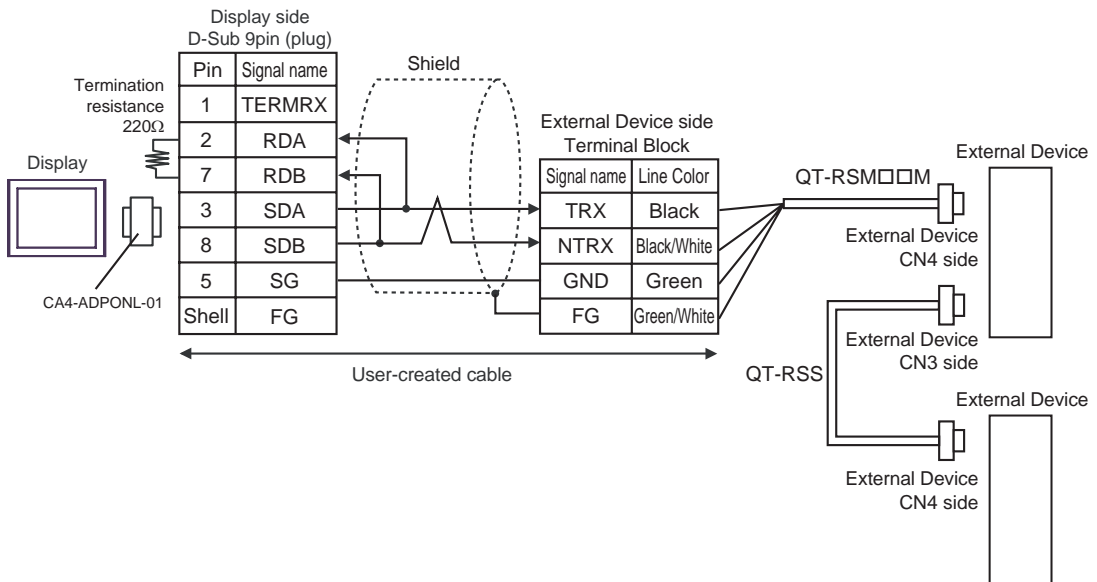 Display side
D-Sub 9pin (plug)
Pin Signal name
1 TERMRX
2 RDA
7 RDB
3 SDA
8 SDB
5 SG
Shell FG
Termination
resistance
220Ω
Display
CA4-ADPONL-01
Shield
User-created cable
External Device side
Terminal Block
Signal name Line Color
TRX Black
NTRX Black/White
GND Green
FG Green/White
QT-RSM□□M
External Device
External Device
CN4 side
External Device
CN3 side
QT-RSS
External Device
External Device
CN4 side